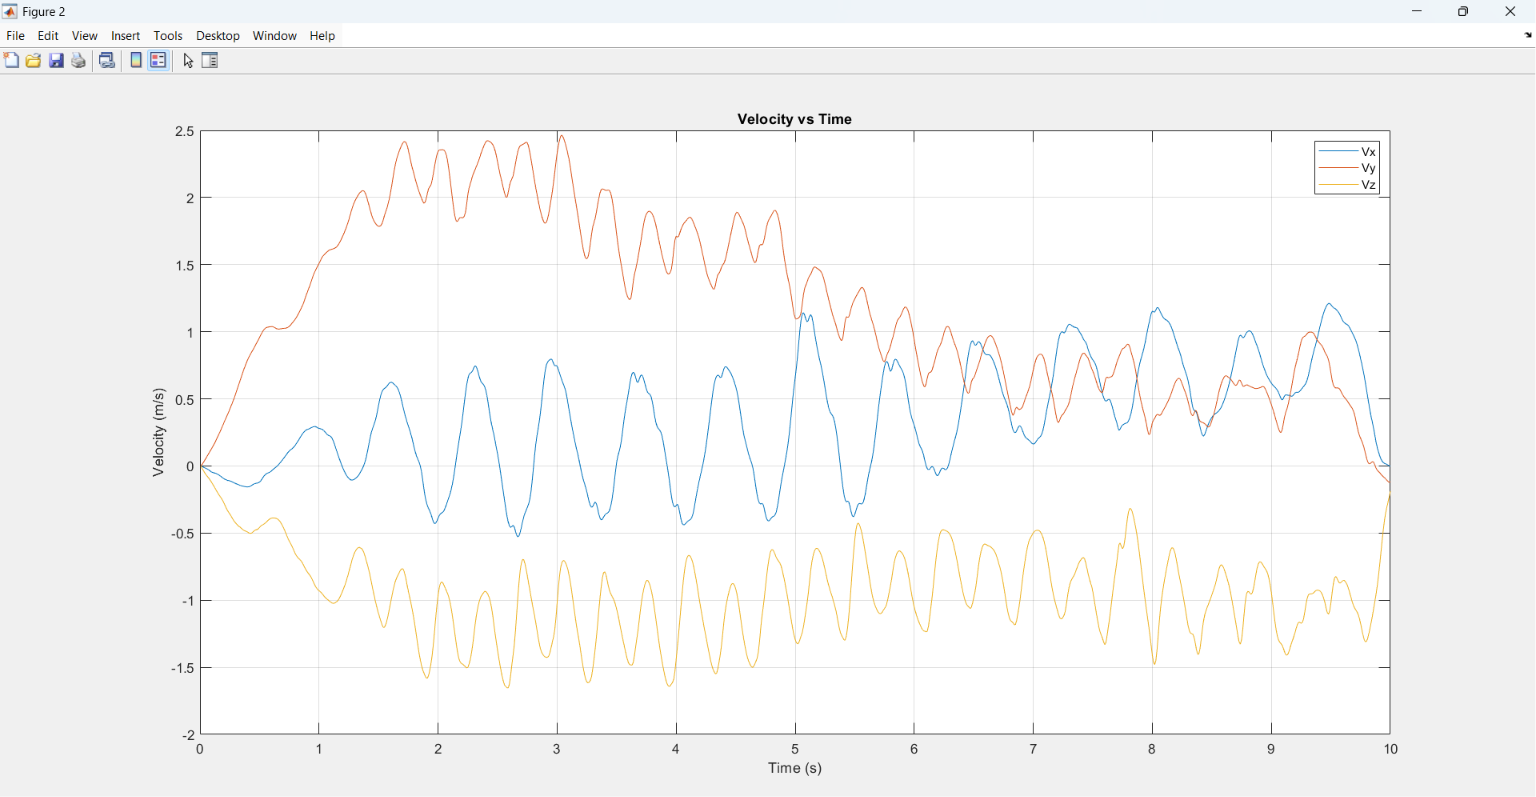 Figure 2
File Edit View Insert Tools Desktop Window Help
Velocity vs Time
2.5
2
1.5
1
0.5
0
-0.5
-1
-1.5
-2
Velocity (m/s)
Vx
Vy
Vz
0 1 2 3 4 5 6 7 8 9 10
Time (s)